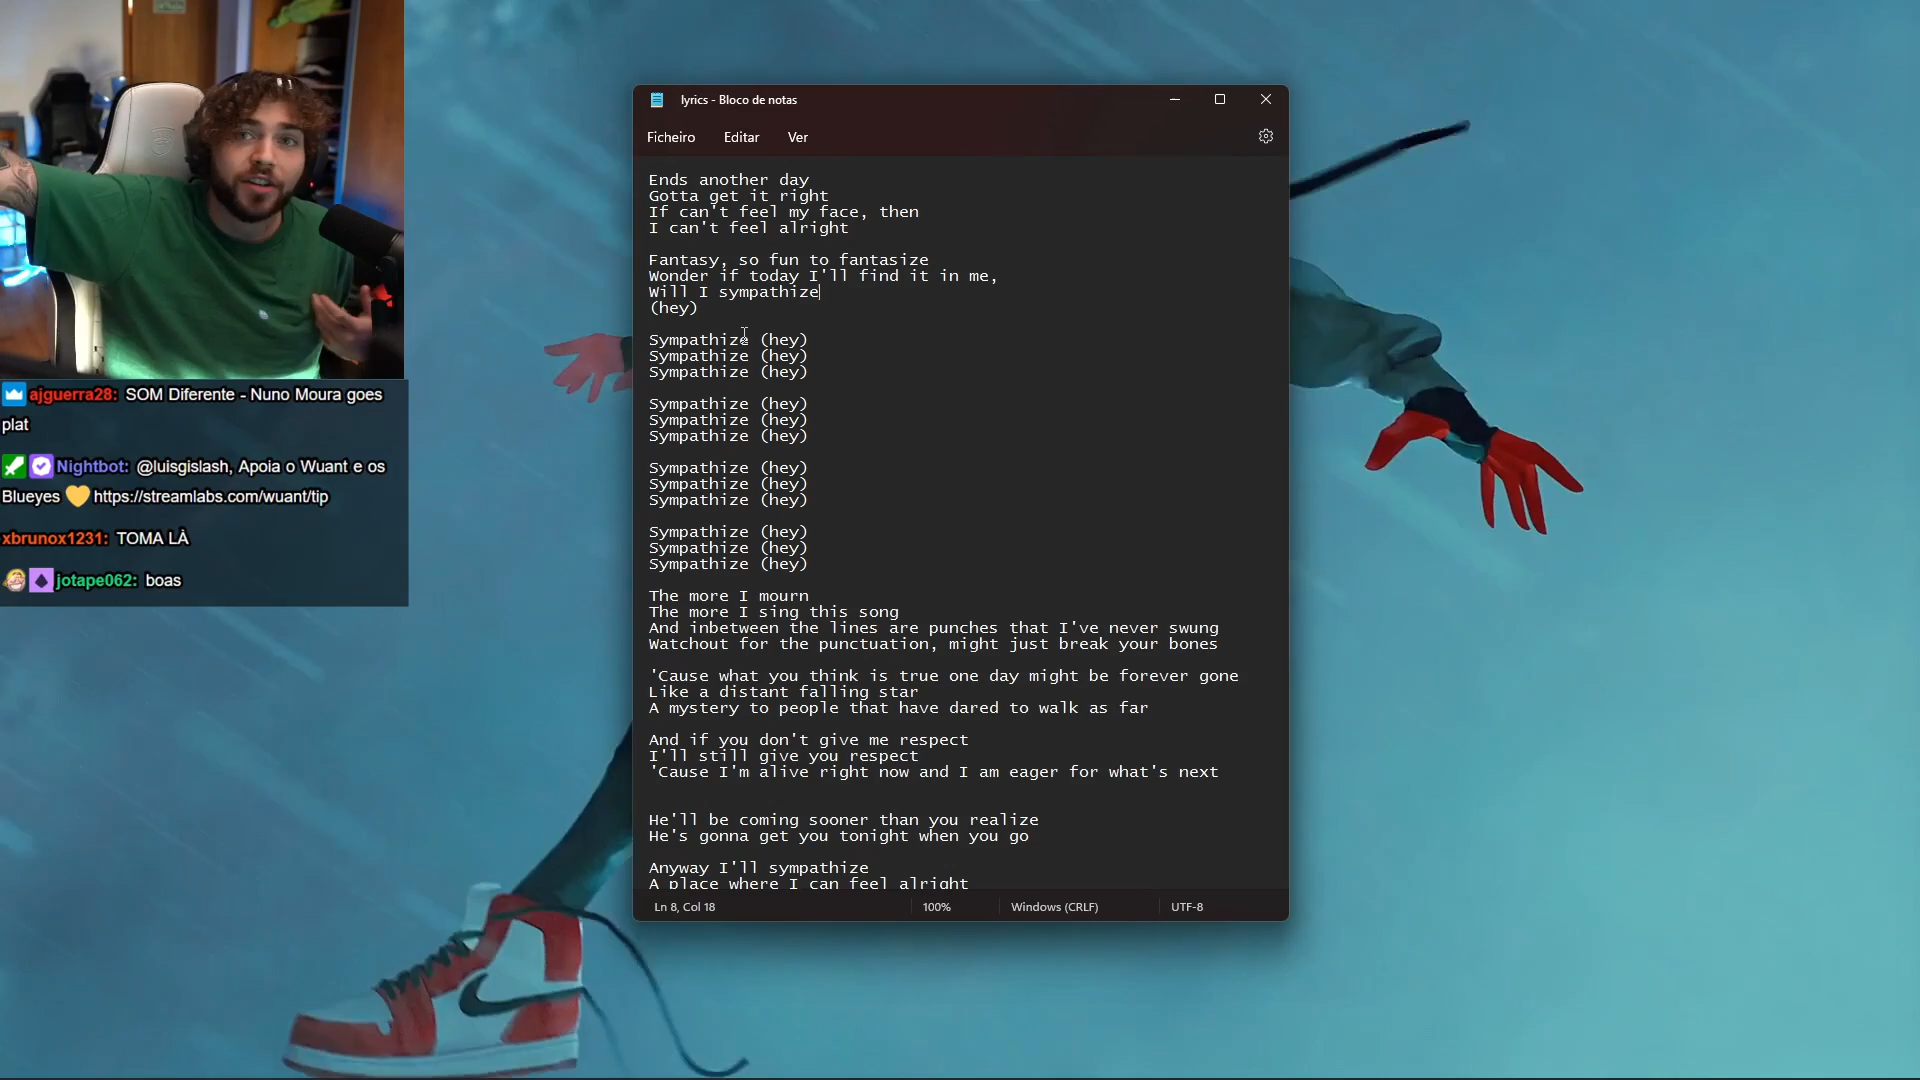 lyrics - Bloco de notas
Ficheiro Editar Ver
Ends another day
Gotta get it right
If can't feel my face, then
I can't feel alright
Fantasy, so fun to fantasize
Wonder if today I'll find it in me,
Will I sympathize
(hey)
Sympathize (hey)
Sympathize (hey)
Sympathize (hey)
Sympathize (hey)
Sympathize (hey)
Sympathize (hey)
Sympathize (hey)
Sympathize (hey)
Sympathize (hey)
Sympathize (hey)
Sympathize (hey)
Sympathize (hey)
The more I mourn
The more I sing this song
And inbetween the lines are punches that I've never swung
Watchout for the punctuation, might just break your bones
'Cause what you think is true one day might be forever gone
Like a distant falling star
A mystery to people that have dared to walk as far
And if you don't give me respect
I'll still give you respect
'Cause I'm alive right now and I am eager for what's next
He'll be coming sooner than you realize
He's gonna get you tonight when you go
Anyway I'll sympathize
A place where I can feel alright
Ln 8, Col 18 100% Windows (CRLF) UTF-8
ajguerra28: SOM Diferente - Nuno Moura goes
plat
Nightbot: @luisgislash, Apoia o Wuant e os
Blueyes 💛 https://streamlabs.com/wuant/tip
xbrunox1231: TOMA LÀ
jotape062: boas